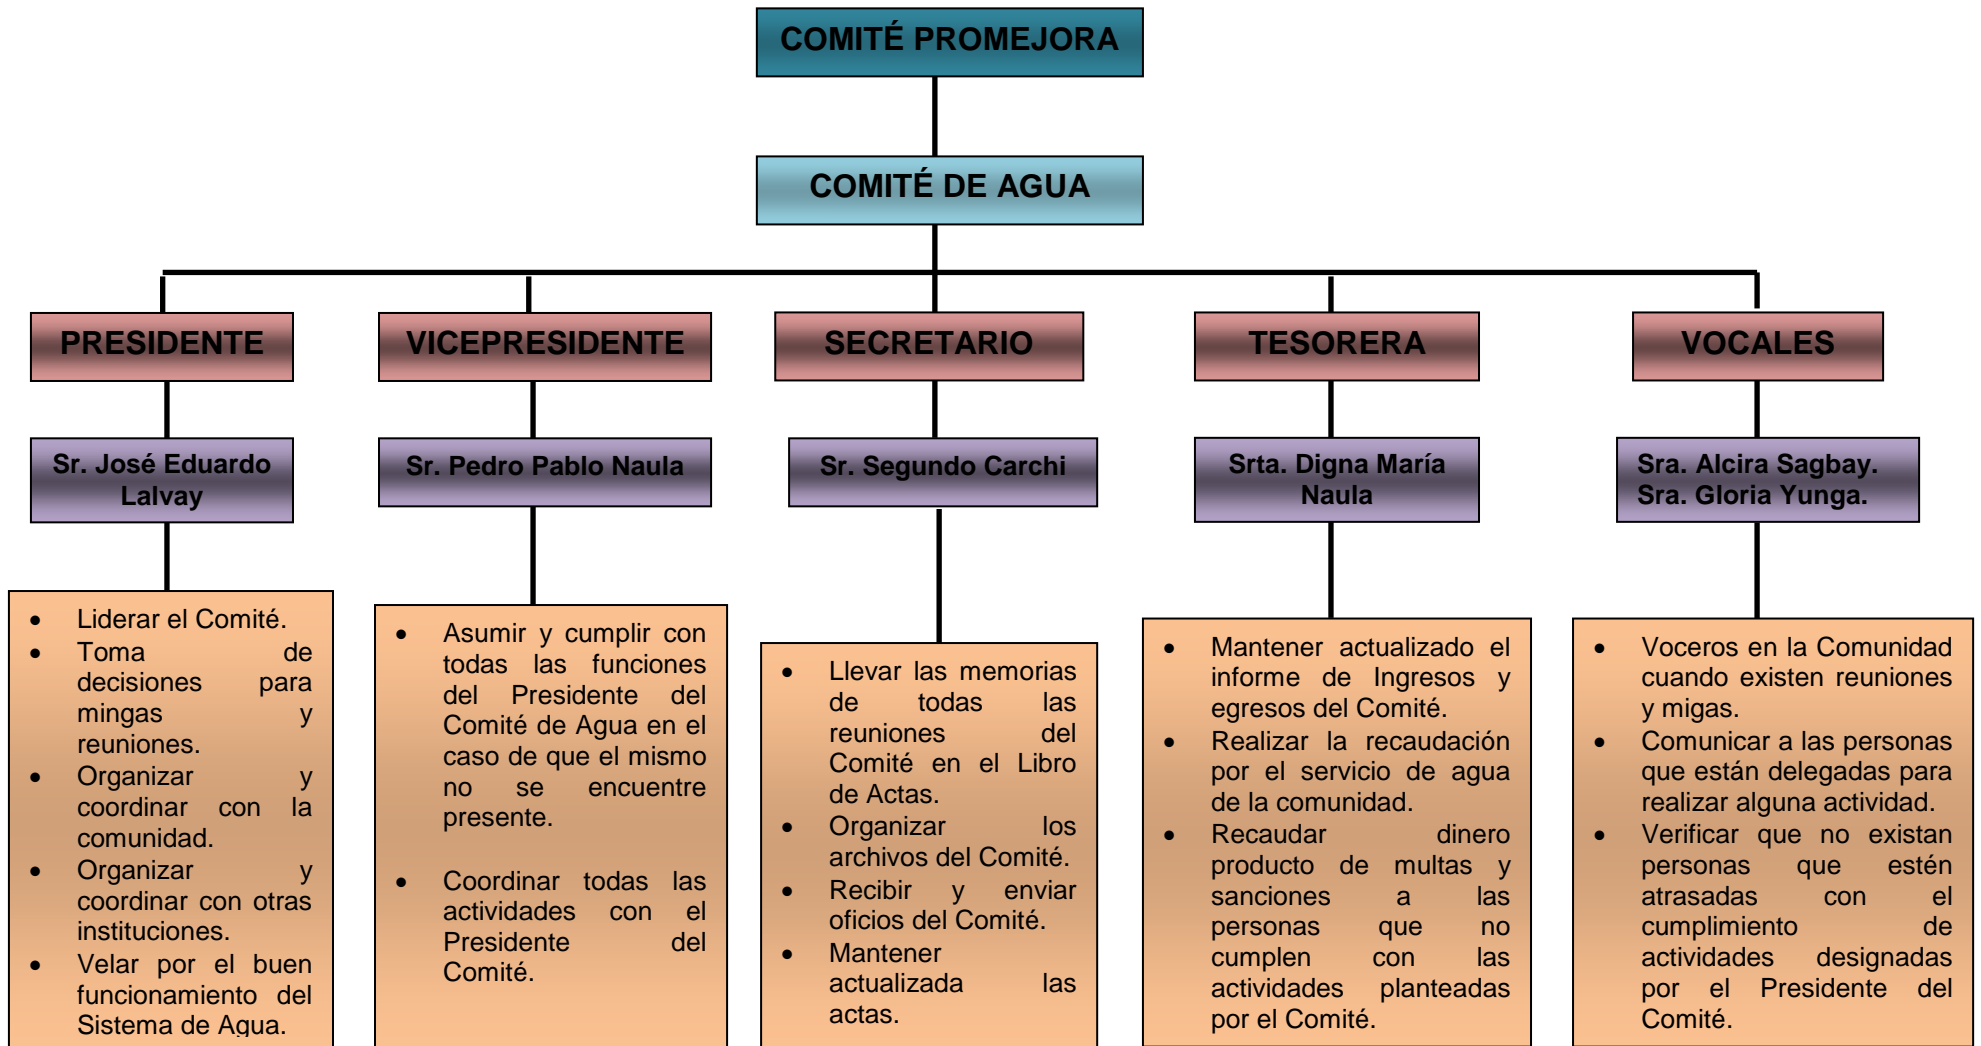 COMITÉ PROMEJORA
COMITÉ DE AGUA
PRESIDENTE
VICEPRESIDENTE
SECRETARIO
TESORERA
VOCALES
Sr. José Eduardo
Lalvay
Sr. Pedro Pablo Naula
Sr. Segundo Carchi
Srta. Digna María
Naula
Sra. Alcira Sagbay.
Sra. Gloria Yunga.
• Liderar el Comité.
• Toma de
decisiones para
mingas y
reuniones.
• Organizar y
coordinar con la
comunidad.
• Organizar y
coordinar con otras
instituciones.
• Velar por el buen
funcionamiento del
Sistema de Agua.
• Asumir y cumplir con
todas las funciones
del Presidente del
Comité de Agua en el
caso de que el mismo
no se encuentre
presente.
• Coordinar todas las
actividades con el
Presidente del
Comité.
• Llevar las memorias
de todas las
reuniones del
Comité en el Libro
de Actas.
• Organizar los
archivos del Comité.
• Recibir y enviar
oficios del Comité.
• Mantener
actualizada las
actas.
• Mantener actualizado el
informe de Ingresos y
egresos del Comité.
• Realizar la recaudación
por el servicio de agua
de la comunidad.
• Recaudar dinero
producto de multas y
sanciones a las
personas que no
cumplen con las
actividades planteadas
por el Comité.
• Voceros en la Comunidad
cuando existen reuniones
y migas.
• Comunicar a las personas
que están delegadas para
realizar alguna actividad.
• Verificar que no existan
personas que estén
atrasadas con el
cumplimiento de
actividades designadas
por el Presidente del
Comité.